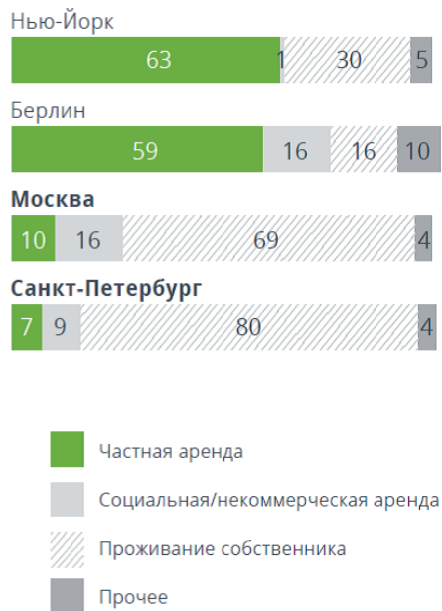 Нью-Йорк
63 1 30 5
Берлин
59 16 16 10
Москва
10 16 69 4
Санкт-Петербург
7 9 80 4
Частная аренда
Социальная/некоммерческая аренда
Проживание собственника
Прочее